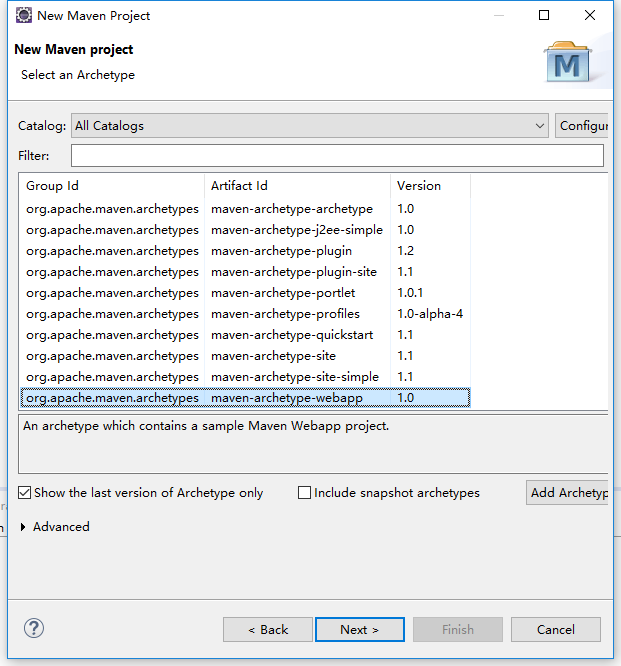 New Maven Project
New Maven project
Select an Archetype
M
Catalog: All Catalogs Configur
Filter:
Group Id Artifact Id Version
org.apache.maven.archetypes maven-archetype-archetype 1.0
org.apache.maven.archetypes maven-archetype-j2ee-simple 1.0
org.apache.maven.archetypes maven-archetype-plugin 1.2
org.apache.maven.archetypes maven-archetype-plugin-site 1.1
org.apache.maven.archetypes maven-archetype-portlet 1.0.1
org.apache.maven.archetypes maven-archetype-profiles 1.0-alpha-4
org.apache.maven.archetypes maven-archetype-quickstart 1.1
org.apache.maven.archetypes maven-archetype-site 1.1
org.apache.maven.archetypes maven-archetype-site-simple 1.1
org.apache.maven.archetypes maven-archetype-webapp 1.0
An archetype which contains a sample Maven Webapp project.
Show the last version of Archetype only Include snapshot archetypes Add Archetyp
Advanced
? < Back Next > Finish Cancel